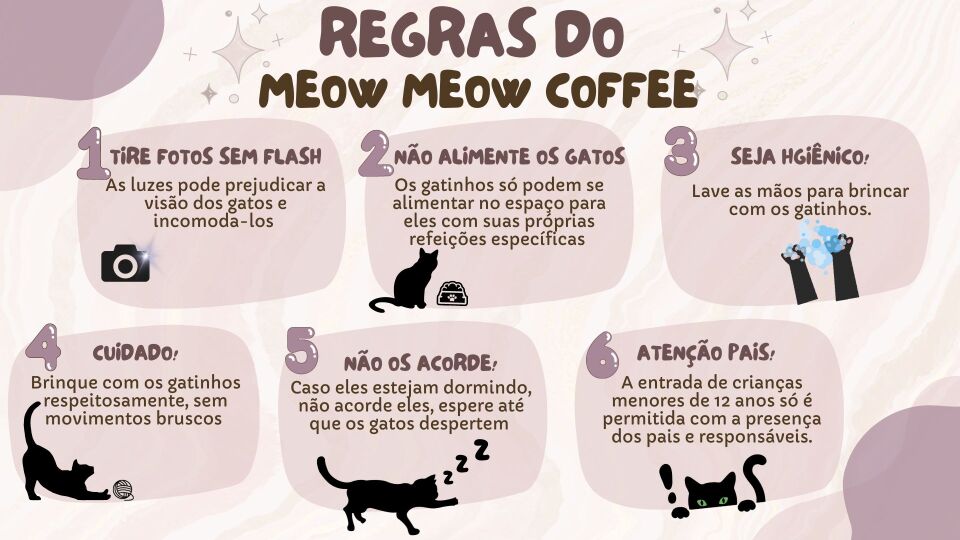 REGRAS DO
MEOW MEOW COFFEE
1 TIRE FOTOS SEM FLASH
As luzes pode prejudicar a
visão dos gatos e
incomoda-los
2 NÃO ALIMENTE OS GATOS
Os gatinhos só podem se
alimentar no espaço para
eles com suas próprias
refeições específicas
3 SEJA HGIÊNICO!
Lave as mãos para brincar
com os gatinhos.
4 CUIDADO!
Brinque com os gatinhos
respeitosamente, sem
movimentos bruscos
5 NÃO OS ACORDE!
Caso eles estejam dormindo,
não acorde eles, espere até
que os gatos despertem
z z z
6 ATENÇÃO PAIS!
A entrada de crianças
menores de 12 anos só é
permitida com a presença
dos pais e responsáveis.
!